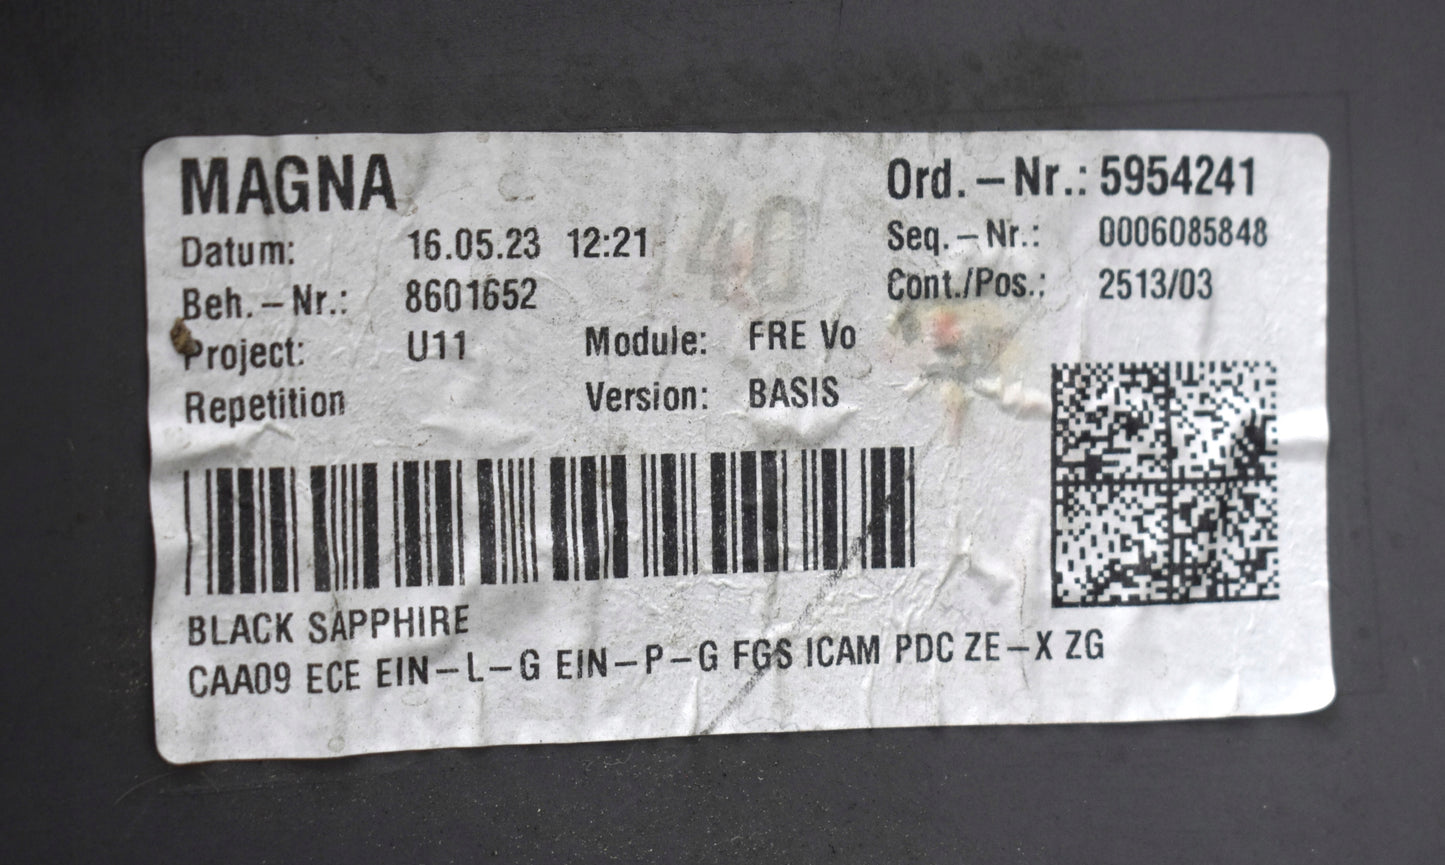 MAGNA
Ord.-Nr.: 5954241
Datum: 16.05.23 12:21
Seq.-Nr.: 0006085848
Beh.-Nr.: 8601652
Cont./Pos.: 2513/03
Project: U11 Module: FRE Vo
Repetition Version: BASIS
BLACK SAPPHIRE
CAA09 ECE EIN-L-G EIN-P-G FGS ICAM PDC ZE-X ZG